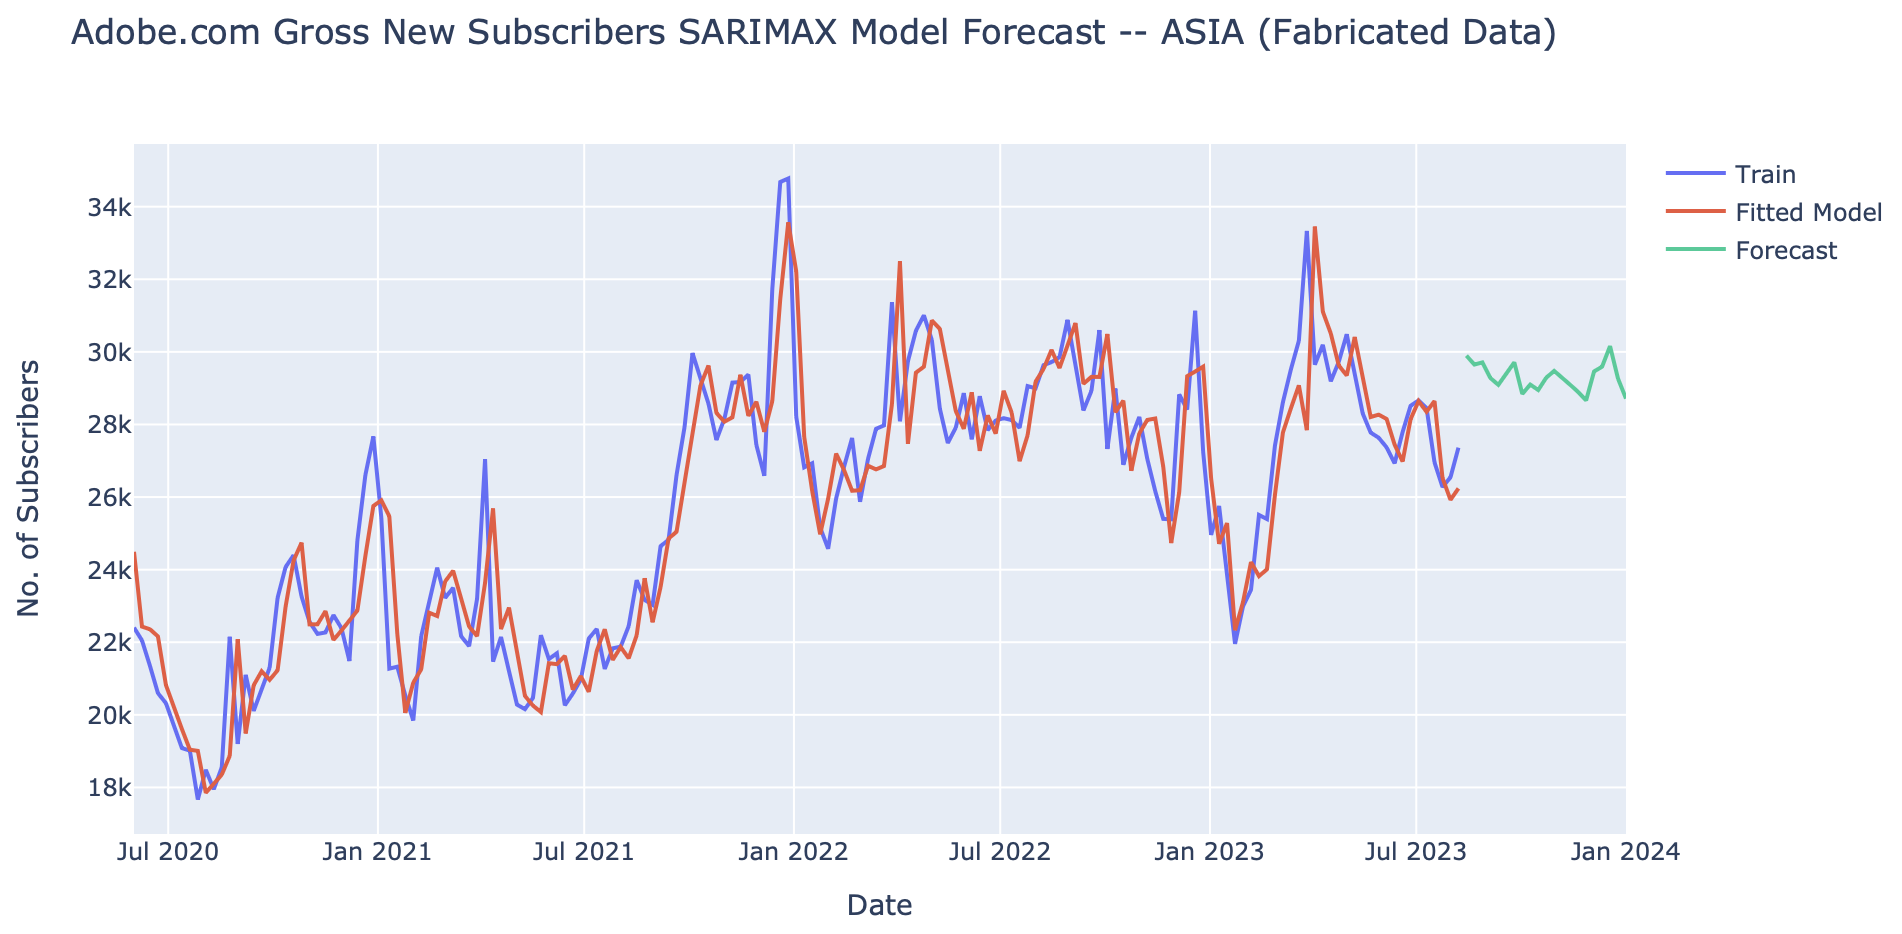 Adobe.com Gross New Subscribers SARIMAX Model Forecast -- ASIA (Fabricated Data)
Train
Fitted Model
Forecast
No. of Subscribers
34k
32k
30k
28k
26k
24k
22k
20k
18k
Jul 2020 Jan 2021 Jul 2021 Jan 2022 Jul 2022 Jan 2023 Jul 2023 Jan 2024
Date